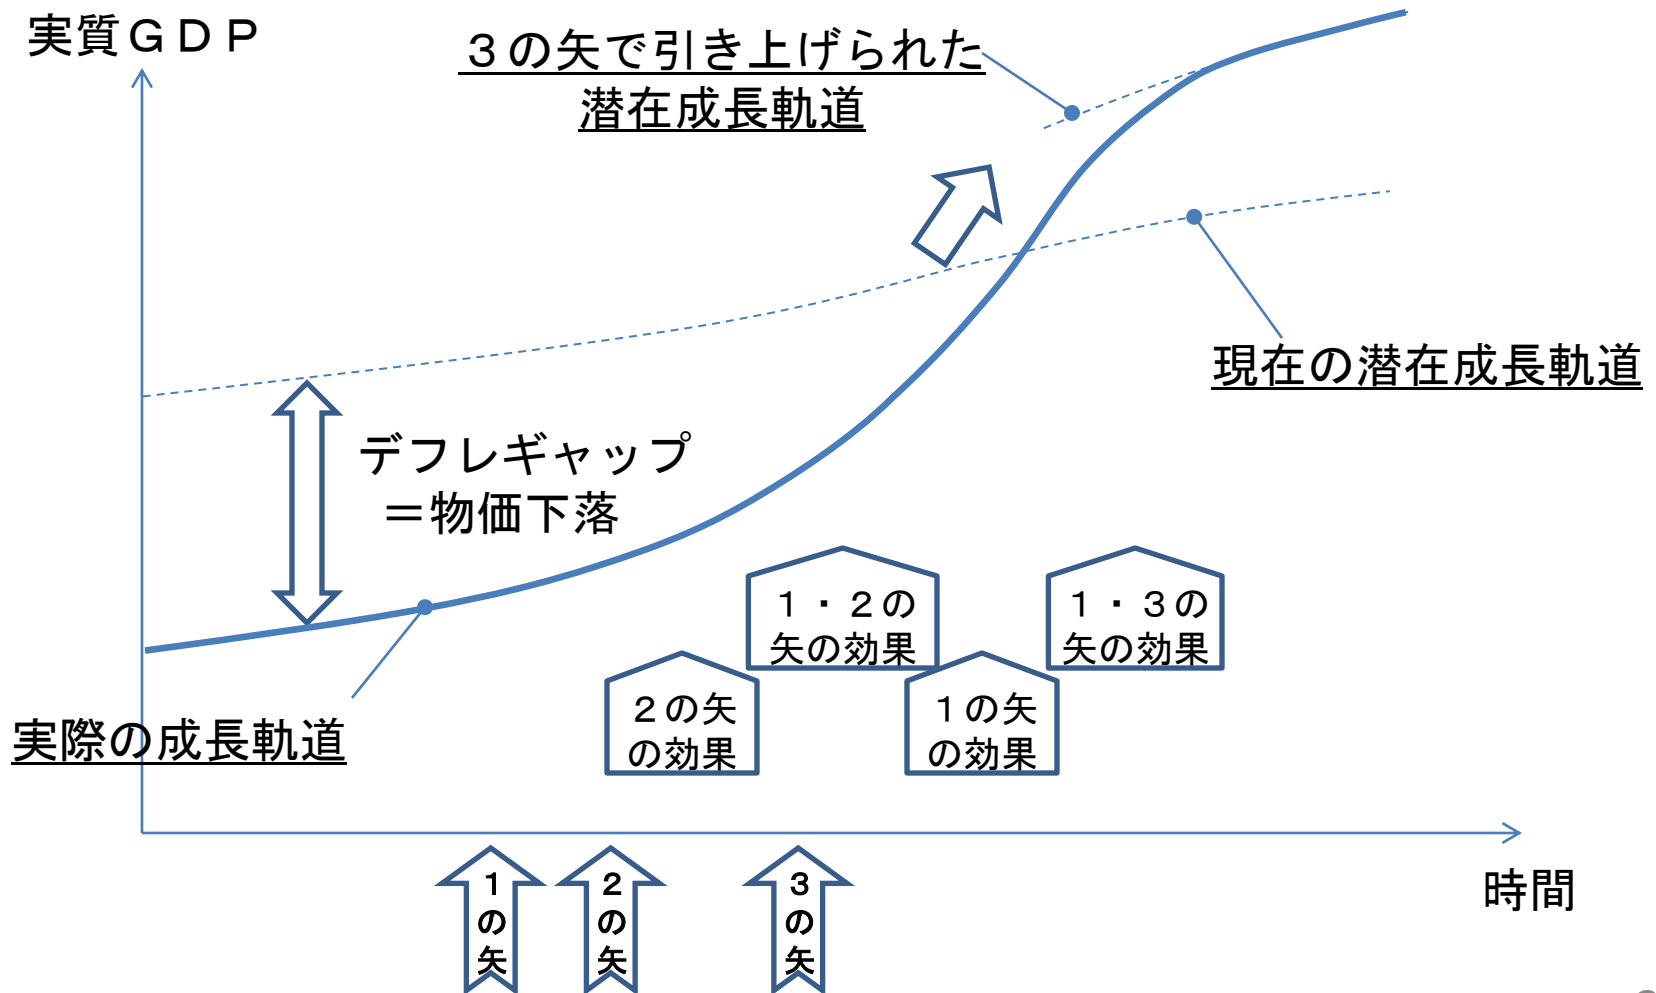 実質ＧＤＰ
３の矢で引き上げられた
潜在成長軌道
現在の潜在成長軌道
デフレギャップ
＝物価下落
１・２の
矢の効果
１・３の
矢の効果
２の矢
の効果
１の矢
の効果
実際の成長軌道
時間
１の矢
２の矢
３の矢